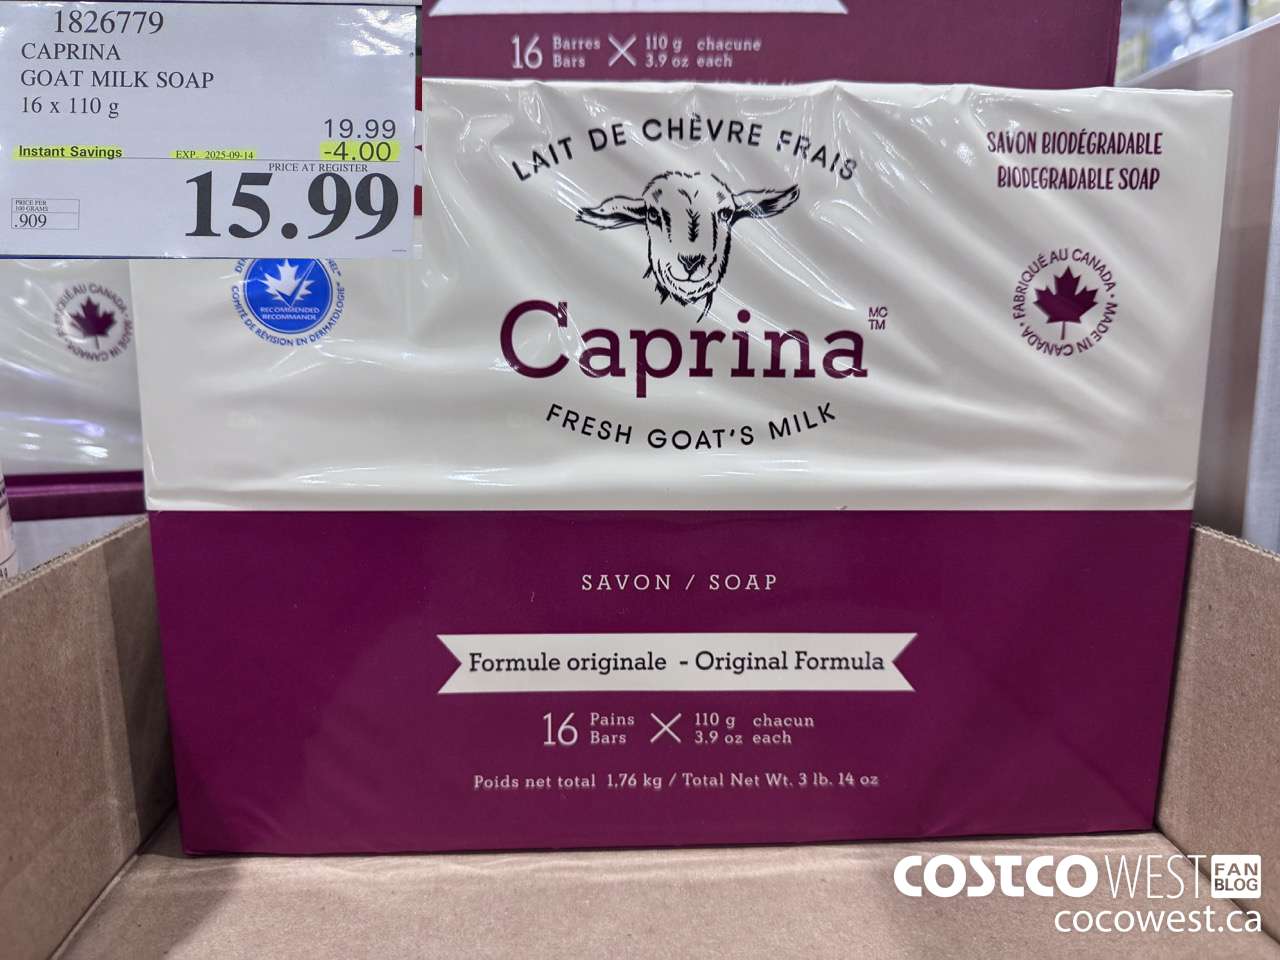 1826779
CAPRINA
GOAT MILK SOAP
16 x 110 g
19.99
Instant Savings EXP. 2025-09-14 -4.00
PRICE AT REGISTER
15.99
PRICE PER
100 GRAMS
.909
16 Barres Bars X 110 g chacune 3.9 oz each
LAIT DE CHÈVRE FRAIS
SAVON BIODÉGRADABLE
BIODEGRADABLE SOAP
FABRIQUÉ AU CANADA • MADE IN CANADA •
RECOMMENDED
RECOMMANDÉ
COMITÉ DE RÉVISION EN DERMATOLOGIE
FABRIQUÉ AU CANADA • MADE IN
Caprina MC TM
FRESH GOAT'S MILK
SAVON / SOAP
Formule originale - Original Formula
16 Pains Bars X 110 g chacun 3.9 oz each
Poids net total 1,76 kg / Total Net Wt. 3 lb. 14 oz
COSTCO WEST FAN BLOG
cocowest.ca